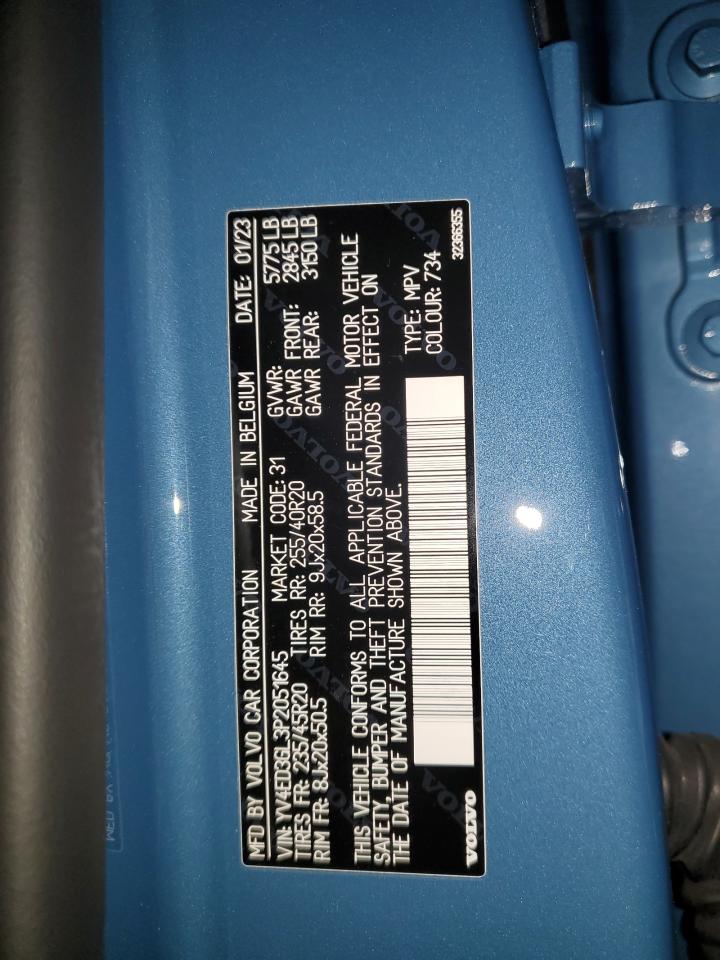 MFD BY VOLVO CAR CORPORATION MADE IN BELGIUM DATE: 01/23
VIN: YV4ED3GL3P2051645 MARKET CODE: 31 GVWR: 5775 LB
TIRES FR: 235/45R20 TIRES RR: 255/40R20 GAWR FRONT: 2845 LB
RIM FR: 8Jx20x50.5 RIM RR: 9Jx20x58.5 GAWR REAR: 3150 LB
THIS VEHICLE CONFORMS TO ALL APPLICABLE FEDERAL MOTOR VEHICLE
SAFETY, BUMPER AND THEFT PREVENTION STANDARDS IN EFFECT ON
THE DATE OF MANUFACTURE SHOWN ABOVE.
TYPE: MPV
COLOUR: 734
VOLVO 32366355